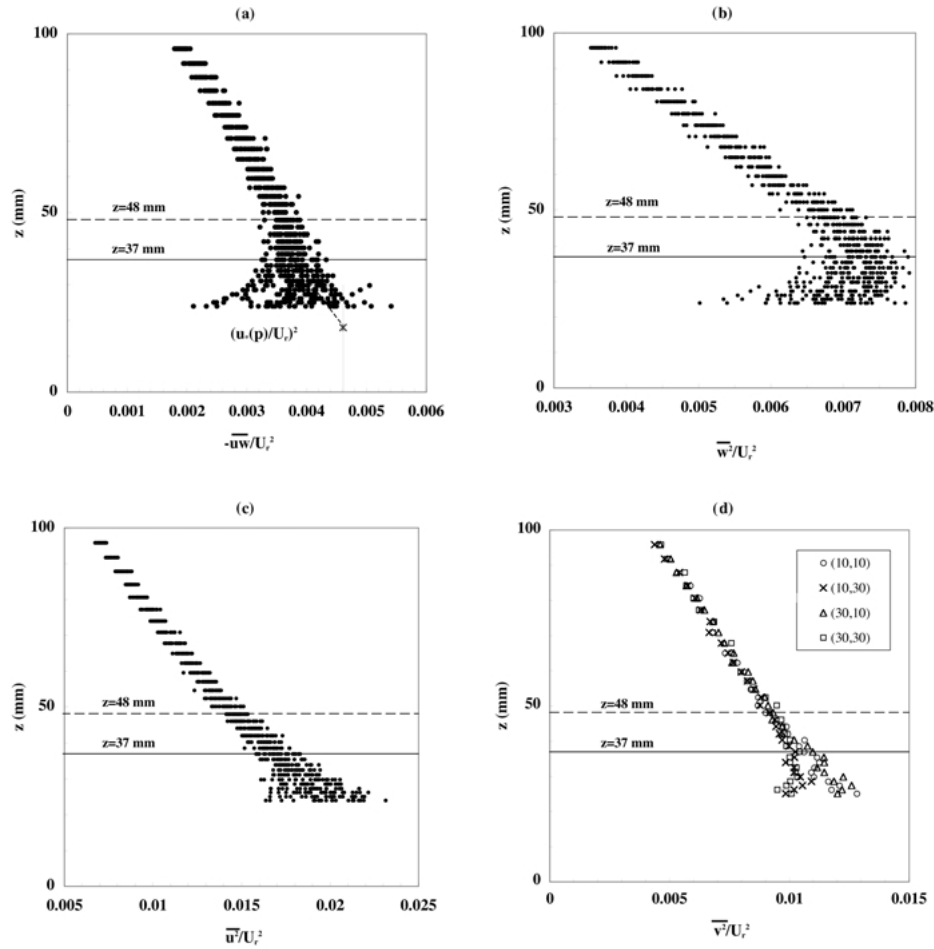 (a)
100
50
0
z (mm)
z=48 mm
z=37 mm
(u*(p)/Ur)²
0 0.001 0.002 0.003 0.004 0.005 0.006
-uw/Ur²
(b)
100
50
0
z (mm)
z=48 mm
z=37 mm
0.003 0.004 0.005 0.006 0.007 0.008
w²/Ur²
(c)
100
50
0
z (mm)
z=48 mm
z=37 mm
0.005 0.01 0.015 0.02 0.025
u²/Ur²
(d)
100
50
0
z (mm)
(10,10)
(10,30)
(30,10)
(30,30)
z=48 mm
z=37 mm
0 0.005 0.01 0.015
v²/Ur²